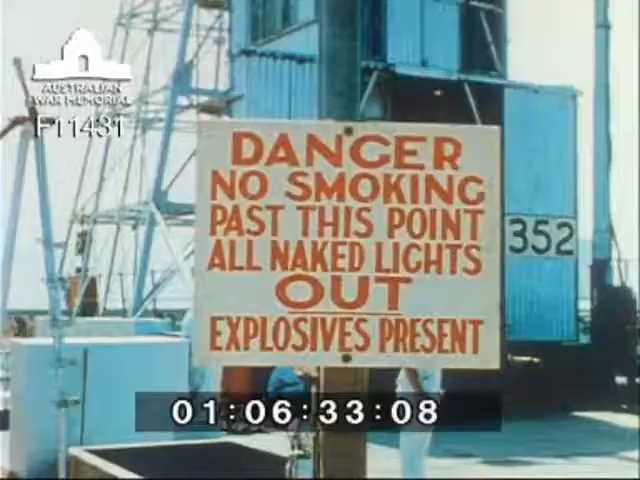 AUSTRALIAN
WAR MEMORIAL
F11431
DANGER
NO SMOKING
PAST THIS POINT
ALL NAKED LIGHTS
OUT
EXPLOSIVES PRESENT
352
01:06:33:08